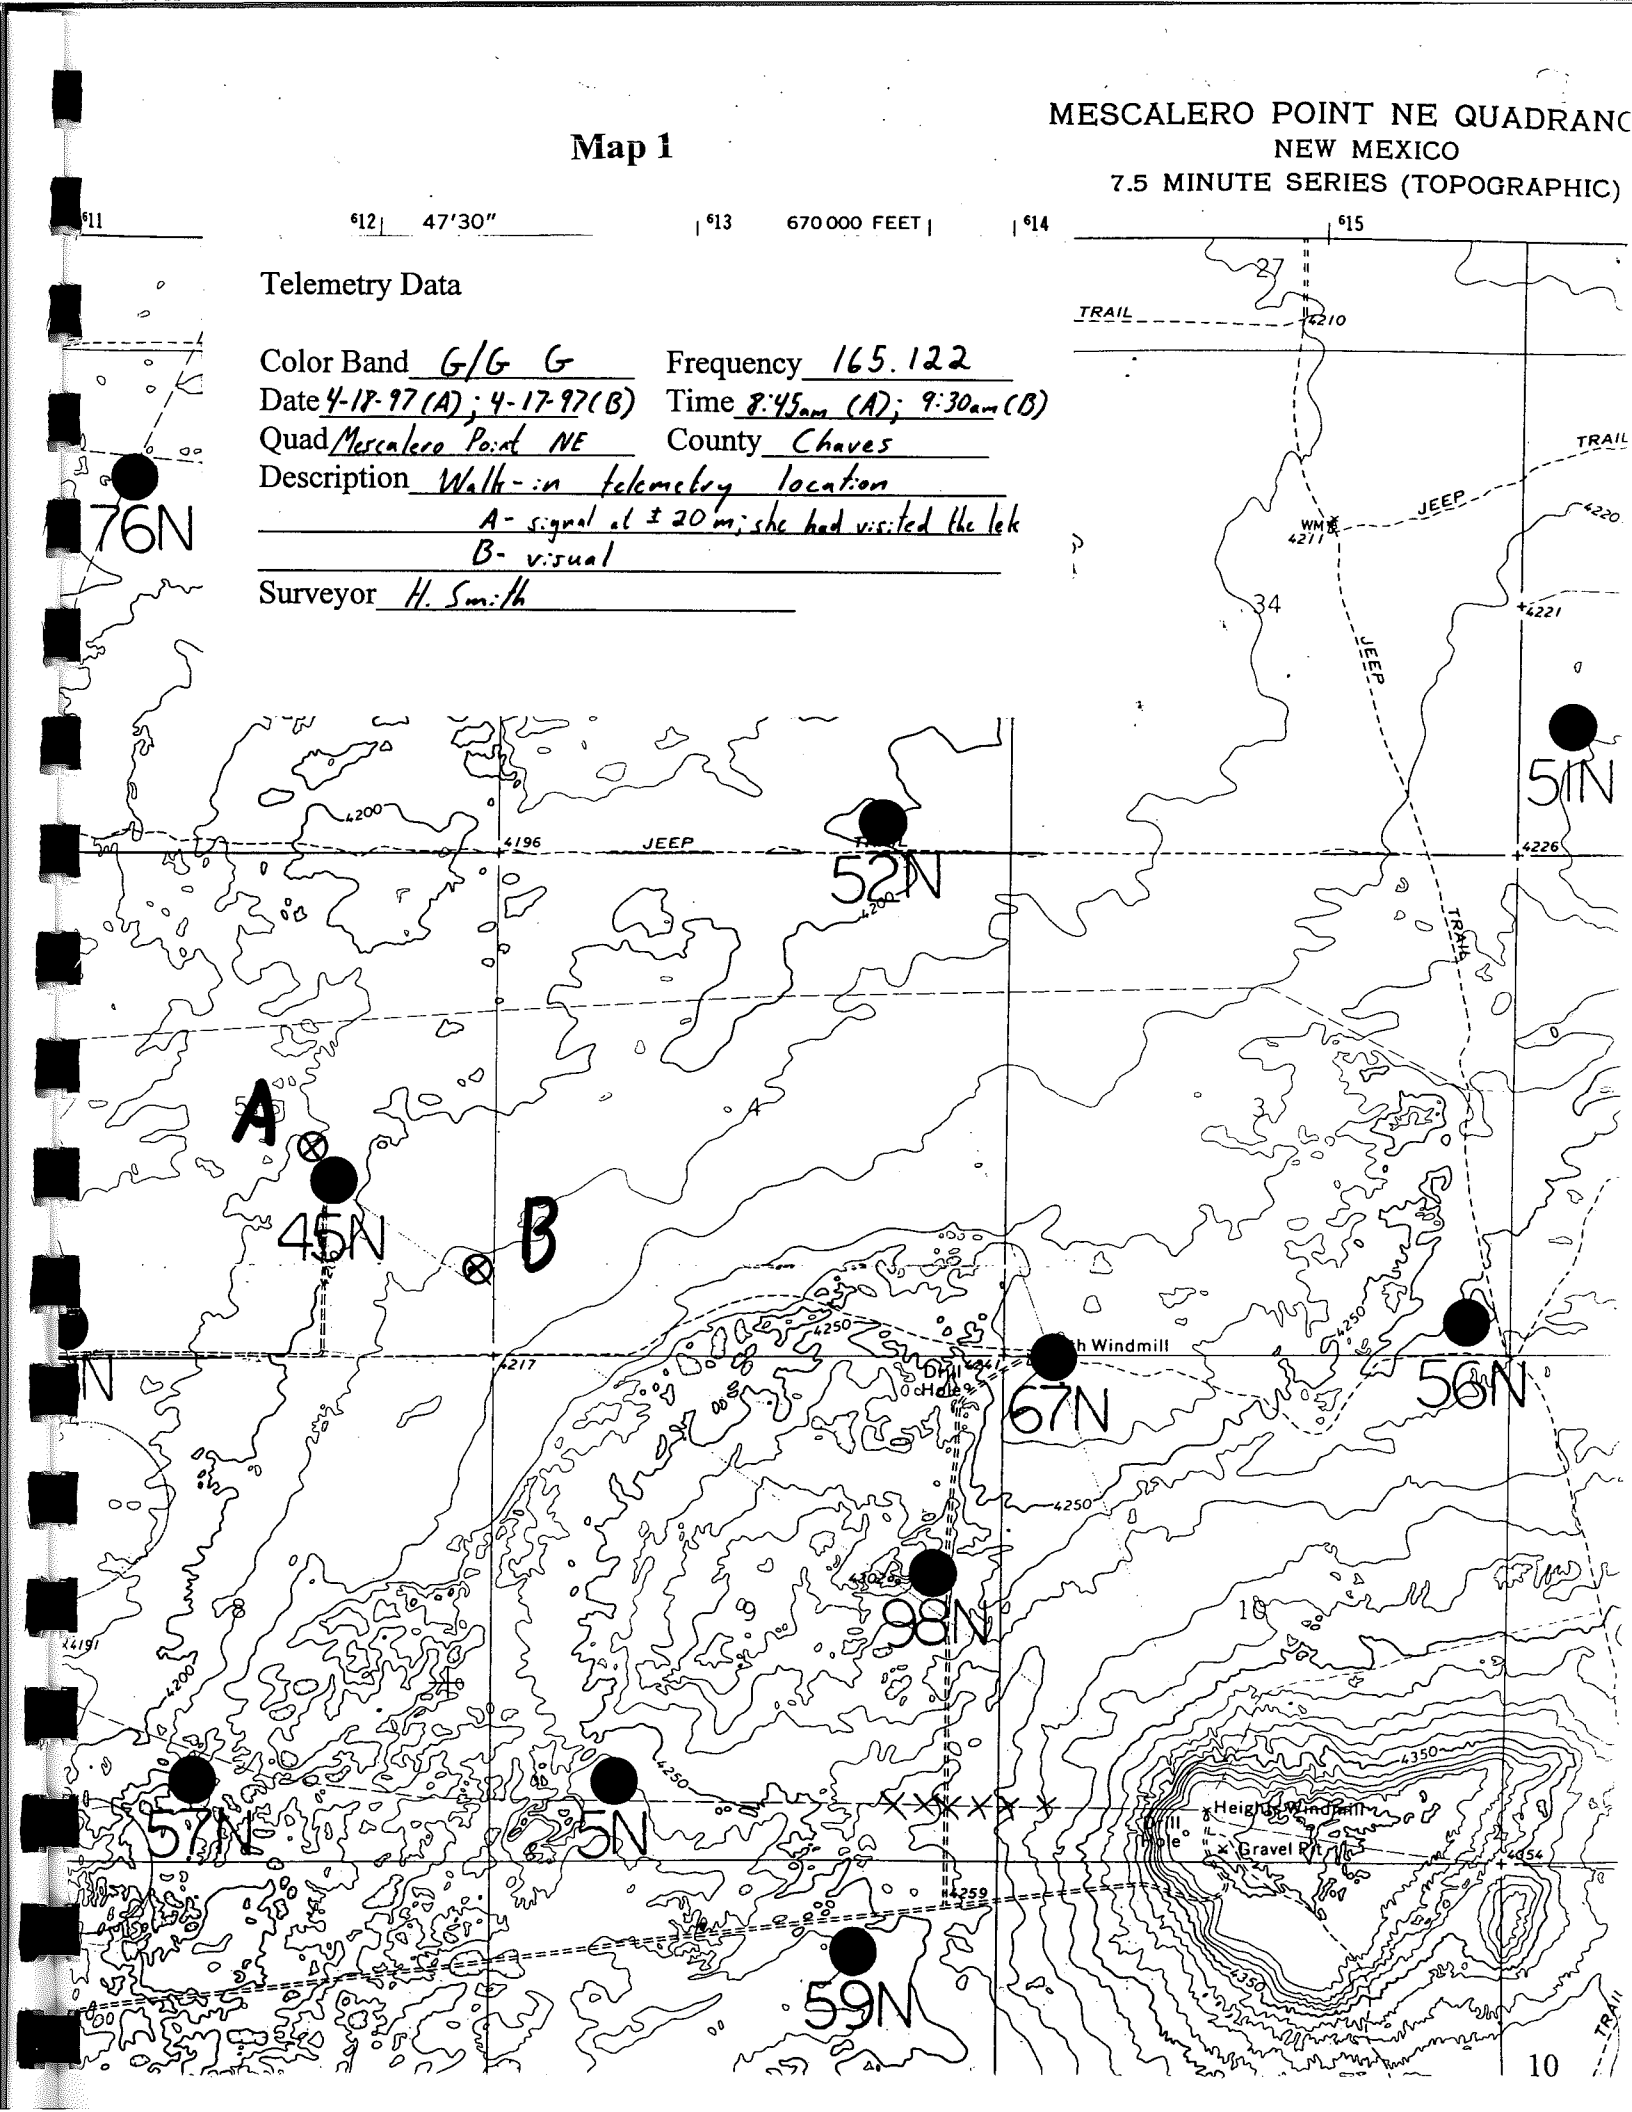 MESCALERO POINT NE QUADRANG
Map 1
NEW MEXICO
7.5 MINUTE SERIES (TOPOGRAPHIC)
611 612 47'30" 613 670 000 FEET 614 615
Telemetry Data
27
TRAIL
4210
Color Band G/G G Frequency 165.122
Date 4-18-97 (A); 4-17-97 (B) Time 8:45am (A); 9:30am (B)
Quad Mescalero Point NE County Chaves
TRAIL
Description Walk-in telemetry location
JEEP
76N
A- signal at ± 20 m; she had visited the lek
WM
4211
4220
B- visual
Surveyor H. Smith
34
4221
JEEP
51N
4200
4196
JEEP
TRAIL
4226
52N
4200
TRAIL
A
4
3
45N
B
4250
4250
4217
4241
h Windmill
N
Drill
Hole
67N
56N
4250
8
9
10
98N
4191
4200
4250
4350
57N
5N
Heights Windmill
Drill
Hole
Gravel Pit
4354
4259
59N
4350
TRAIL
10